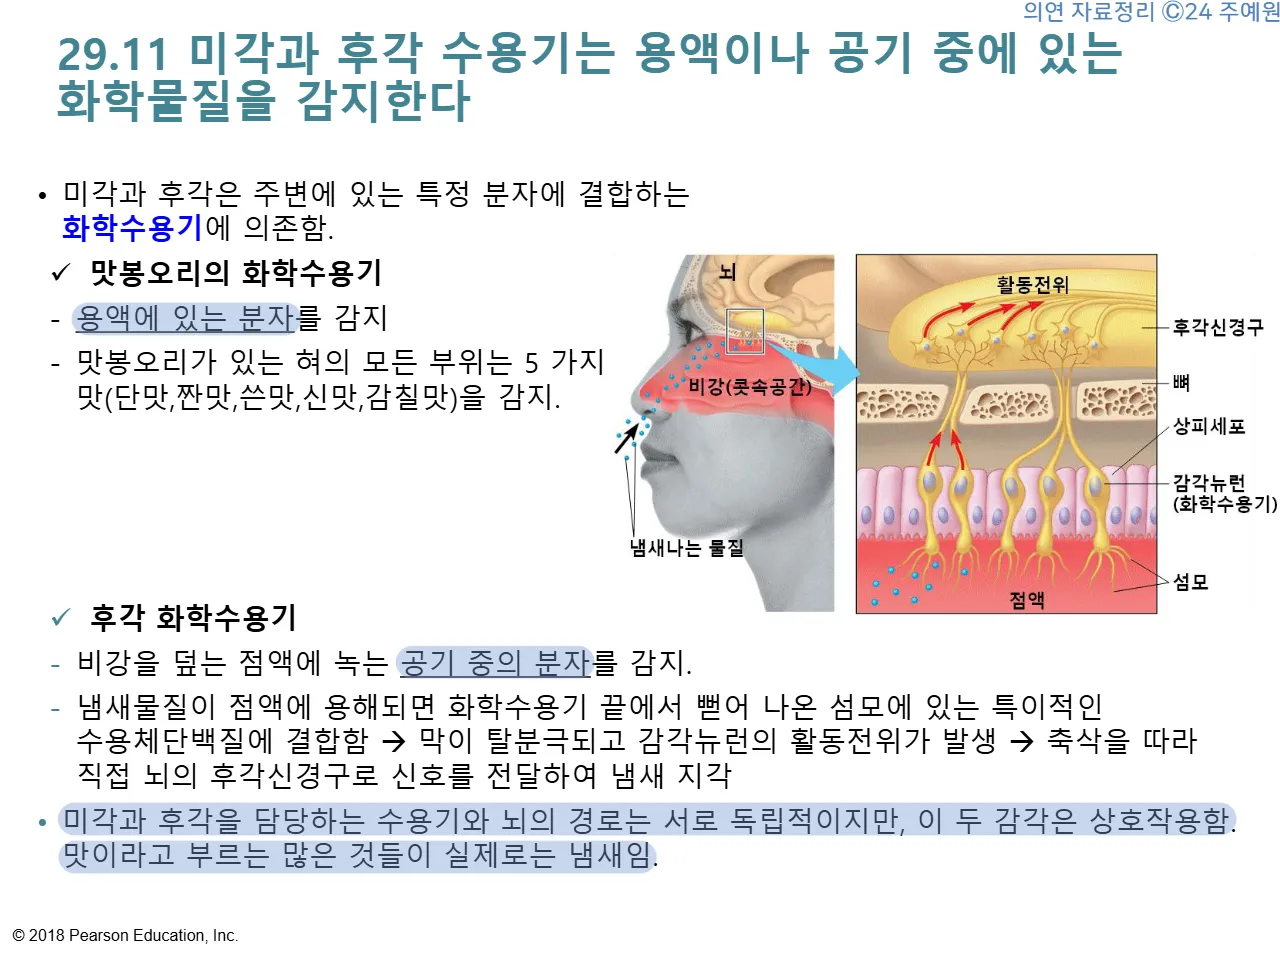 의연 자료정리 ©24 주예원
29.11 미각과 후각 수용기는 용액이나 공기 중에 있는
화학물질을 감지한다
• 미각과 후각은 주변에 있는 특정 분자에 결합하는
화학수용기에 의존함.
✓ 맛봉오리의 화학수용기
- 용액에 있는 분자를 감지
- 맛봉오리가 있는 혀의 모든 부위는 5 가지
맛(단맛,짠맛,쓴맛,신맛,감칠맛)을 감지.
뇌
비강(콧속공간)
냄새나는 물질
활동전위
후각신경구
뼈
상피세포
감각뉴런
(화학수용기)
섬모
점액
✓ 후각 화학수용기
- 비강을 덮는 점액에 녹는 공기 중의 분자를 감지.
- 냄새물질이 점액에 용해되면 화학수용기 끝에서 뻗어 나온 섬모에 있는 특이적인
수용체단백질에 결합함 → 막이 탈분극되고 감각뉴런의 활동전위가 발생 → 축삭을 따라
직접 뇌의 후각신경구로 신호를 전달하여 냄새 지각
• 미각과 후각을 담당하는 수용기와 뇌의 경로는 서로 독립적이지만, 이 두 감각은 상호작용함.
맛이라고 부르는 많은 것들이 실제로는 냄새임.
© 2018 Pearson Education, Inc.